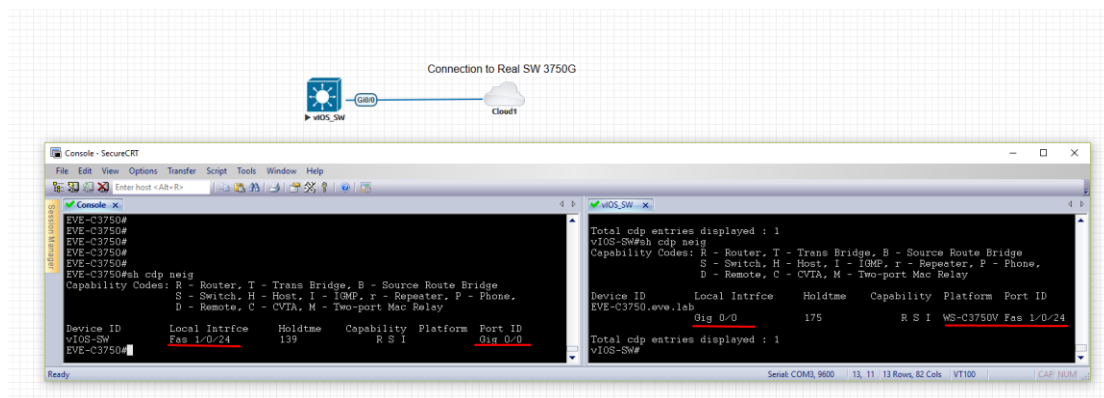 Connection to Real SW 3750G
Gi0/0
vIOS_SW
Cloud1
Console - SecureCRT
File Edit View Options Transfer Script Tools Window Help
Enter host <Alt+R>
Session Manager
Console
EVE-C3750#
EVE-C3750#
EVE-C3750#
EVE-C3750#
EVE-C3750#
EVE-C3750#sh cdp neig
Capability Codes: R - Router, T - Trans Bridge, B - Source Route Bridge
S - Switch, H - Host, I - IGMP, r - Repeater, P - Phone,
D - Remote, C - CVTA, M - Two-port Mac Relay
Device ID Local Intrfce Holdtme Capability Platform Port ID
vIOS-SW Fas 1/0/24 139 R S I Gig 0/0
EVE-C3750#
vIOS_SW
Total cdp entries displayed : 1
vIOS-SW#sh cdp neig
Capability Codes: R - Router, T - Trans Bridge, B - Source Route Bridge
S - Switch, H - Host, I - IGMP, r - Repeater, P - Phone,
D - Remote, C - CVTA, M - Two-port Mac Relay
Device ID Local Intrfce Holdtme Capability Platform Port ID
EVE-C3750.eve.lab
Gig 0/0 175 R S I WS-C3750V Fas 1/0/24
Total cdp entries displayed : 1
vIOS-SW#
Ready
Serial: COM3, 9600 13, 11 13 Rows, 82 Cols VT100 CAP NUM